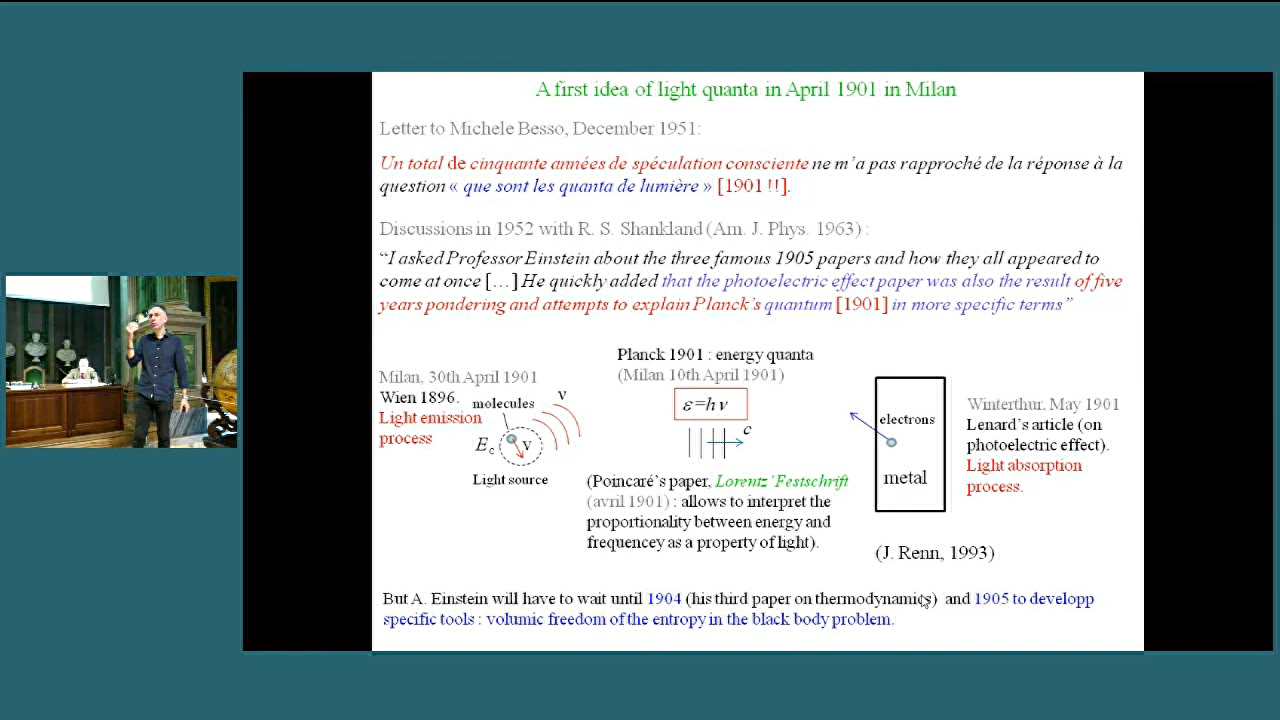 A first idea of light quanta in April 1901 in Milan
Letter to Michele Besso, December 1951:
Un total de cinquante années de spéculation consciente ne m'a pas rapproché de la réponse à la
question « que sont les quanta de lumière » [1901 !!].
Discussions in 1952 with R. S. Shankland (Am. J. Phys. 1963) :
“I asked Professor Einstein about the three famous 1905 papers and how they all appeared to
come at once […] He quickly added that the photoelectric effect paper was also the result of five
years pondering and attempts to explain Planck's quantum [1901] in more specific terms”
Milan, 30th April 1901
Wien 1896.
Light emission
process
molecules
ν
E_c
v
Light source
Planck 1901 : energy quanta
(Milan 10th April 1901)
ε=hν
c
(Poincaré's paper, Lorentz'Festschrift
(avril 1901) : allows to interpret the
proportionality between energy and
frequencey as a property of light).
electrons
metal
Winterthur, May 1901
Lenard's article (on
photoelectric effect).
Light absorption
process.
(J. Renn, 1993)
But A. Einstein will have to wait until 1904 (his third paper on thermodynamics) and 1905 to developp
specific tools : volumic freedom of the entropy in the black body problem.